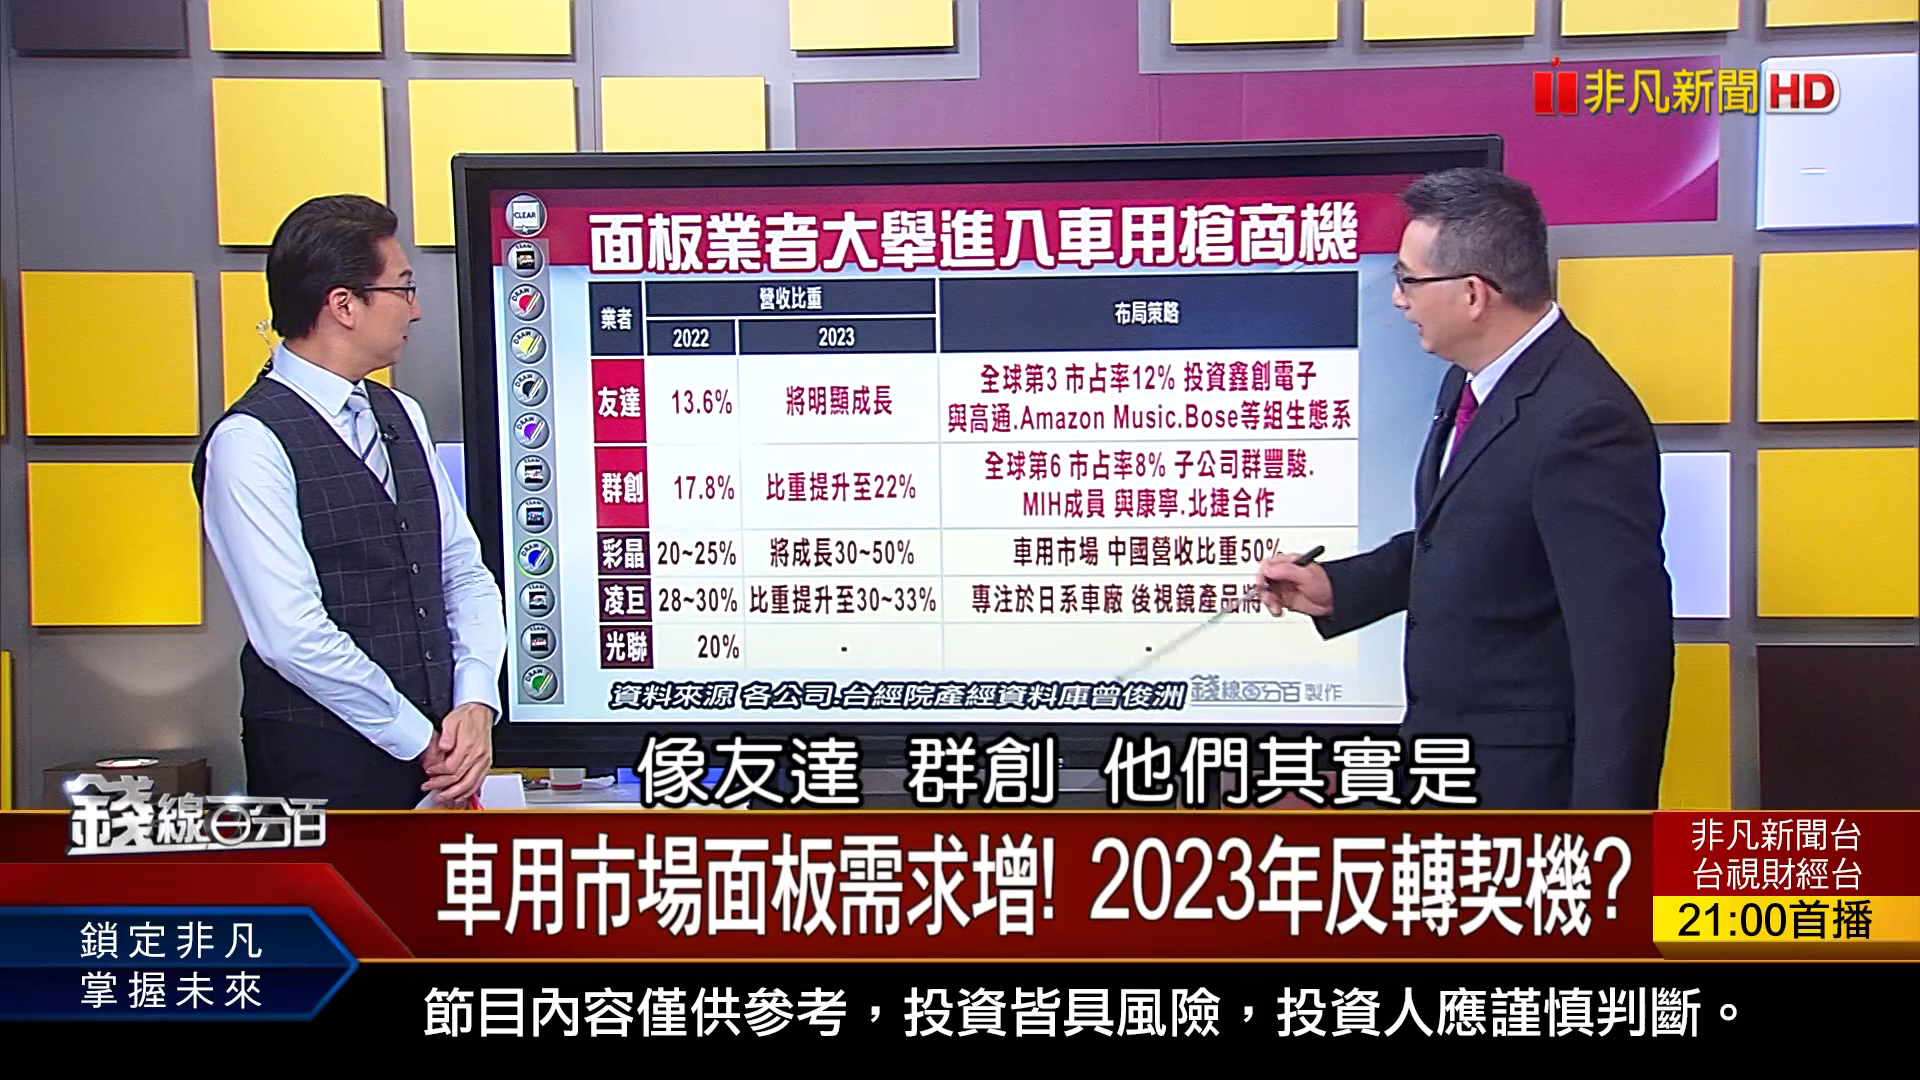 非凡新聞HD
CLEAR
面板業者大舉進入車用搶商機
業者 營收比重 布局策略
2022 2023
友達 13.6% 將明顯成長 全球第3 市占率12% 投資鑫創電子
與高通.Amazon Music.Bose等組生態系
群創 17.8% 比重提升至22% 全球第6 市占率8% 子公司群豐駿.
MIH成員 與康寧.北捷合作
彩晶 20~25% 將成長30~50% 車用市場 中國營收比重50%
凌巨 28~30% 比重提升至30~33% 專注於日系車廠 後視鏡產品將
光聯 20% - -
資料來源 各公司.台經院產經資料庫曾俊洲 錢線百分百 製作
像友達 群創 他們其實是
錢線百分百
車用市場面板需求增! 2023年反轉契機?
非凡新聞台
台視財經台
21:00首播
鎖定非凡
掌握未來
節目內容僅供參考，投資皆具風險，投資人應謹慎判斷。